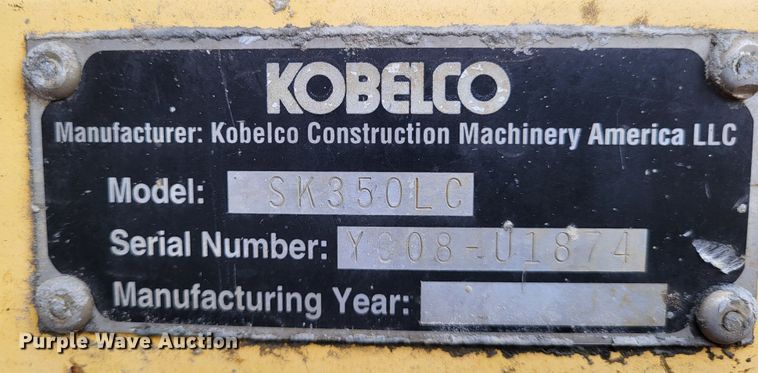 KOBELCO
Manufacturer: Kobelco Construction Machinery America LLC
Model: SK350LC
Serial Number: YC08-U1874
Manufacturing Year:
Purple Wave Auction